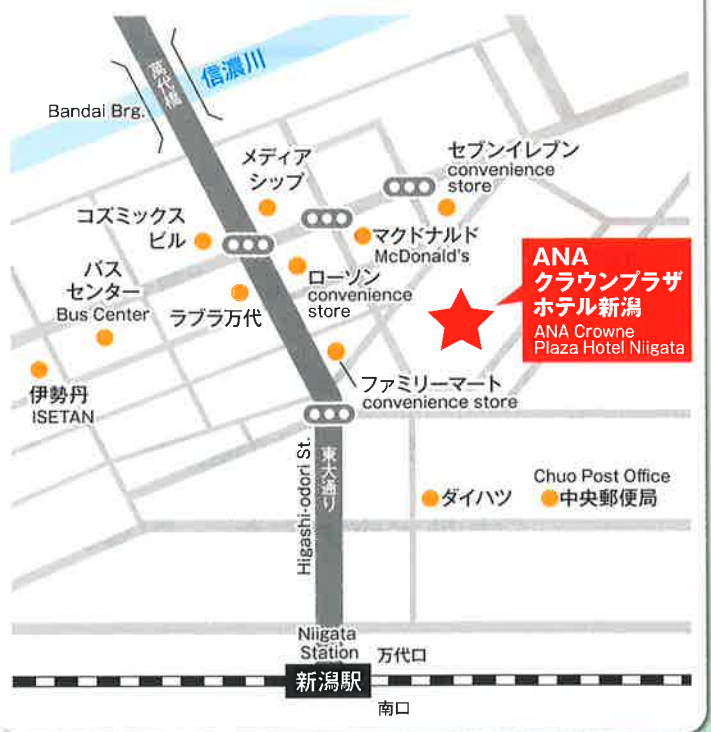 信濃川
萬代橋
Bandai Brg.
メディア
シップ
セブンイレブン
convenience
store
コズミックス
ビル
マクドナルド
McDonald's
ANA
クラウンプラザ
ホテル新潟
ANA Crowne
Plaza Hotel Niigata
バス
センター
Bus Center
ラブラ万代
ローソン
convenience
store
伊勢丹
ISETAN
ファミリーマート
convenience store
Higashi-odori St.
東大通り
ダイハツ
Chuo Post Office
中央郵便局
Niigata
Station
万代口
新潟駅
南口